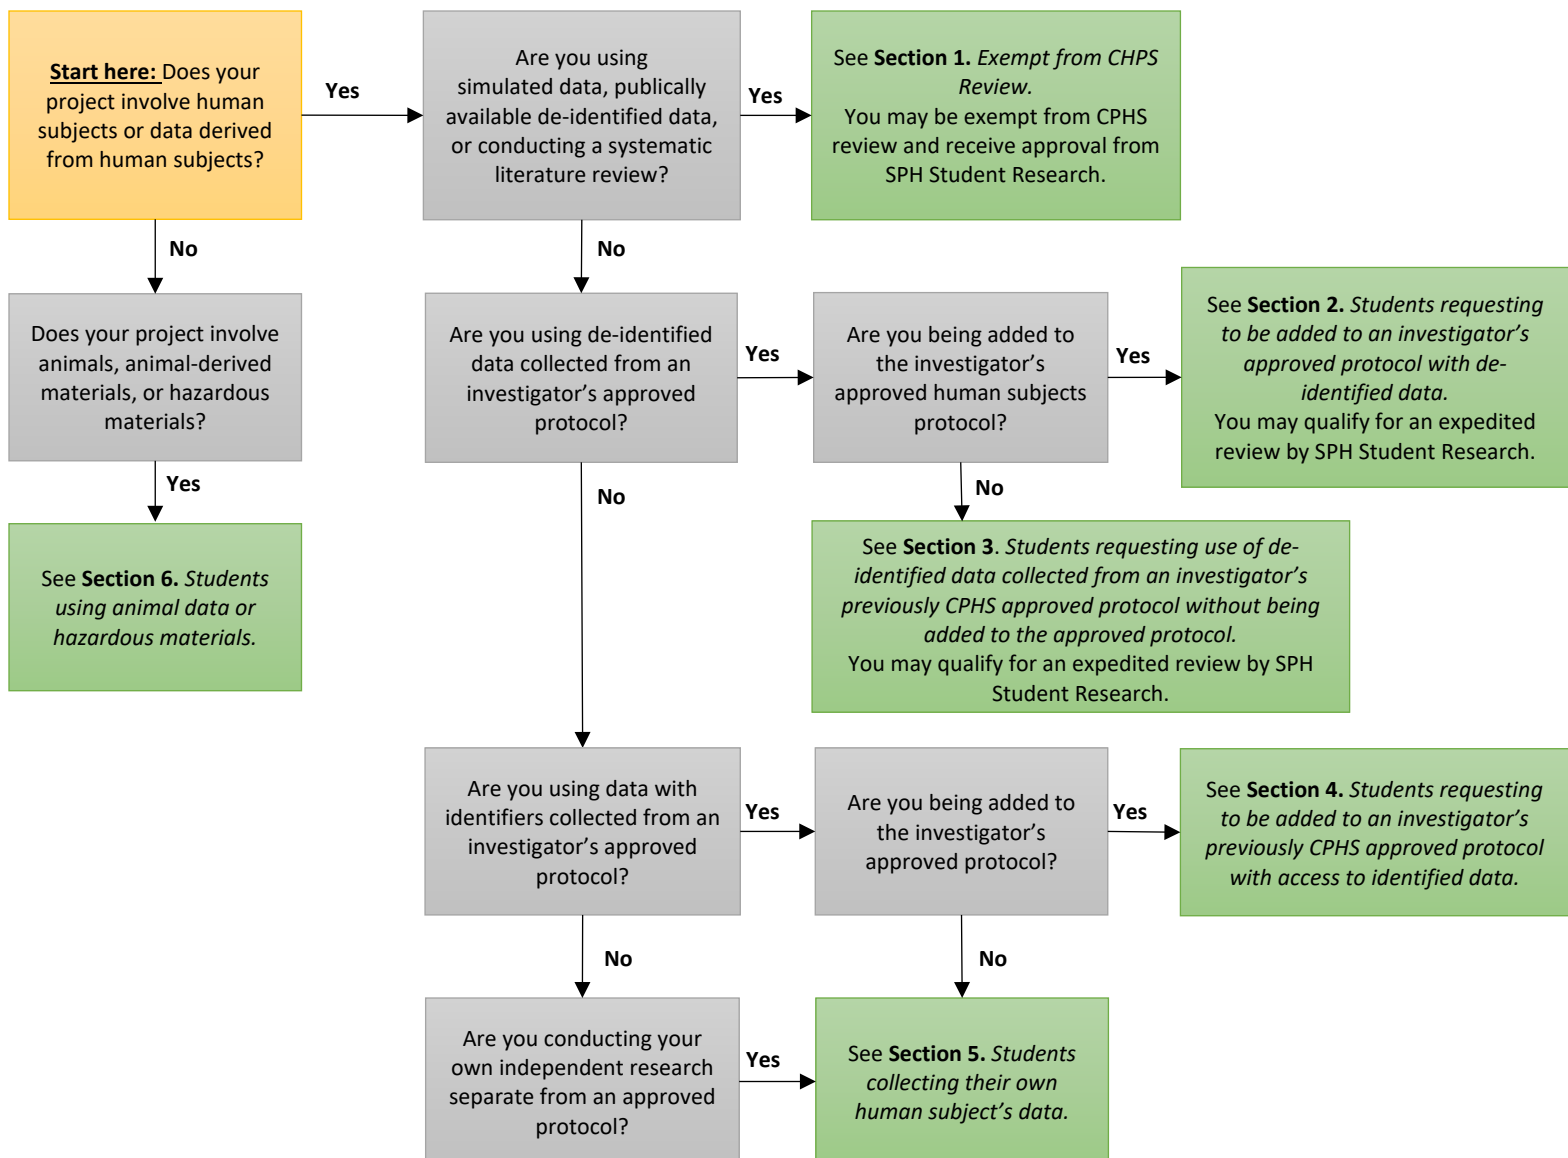 Start here: Does your
project involve human
subjects or data derived
from human subjects?
Yes
Are you using
simulated data, publically
available de-identified data,
or conducting a systematic
literature review?
Yes
See Section 1. Exempt from CHPS
Review.
You may be exempt from CPHS
review and receive approval from
SPH Student Research.
No
No
Does your project involve
animals, animal-derived
materials, or hazardous
materials?
Are you using de-identified
data collected from an
investigator’s approved
protocol?
Yes
Are you being added to
the investigator’s
approved human subjects
protocol?
Yes
See Section 2. Students requesting
to be added to an investigator’s
approved protocol with de-
identified data.
You may qualify for an expedited
review by SPH Student Research.
Yes
No
No
See Section 6. Students
using animal data or
hazardous materials.
See Section 3. Students requesting use of de-
identified data collected from an investigator’s
previously CPHS approved protocol without being
added to the approved protocol.
You may qualify for an expedited review by SPH
Student Research.
Are you using data with
identifiers collected from an
investigator’s approved
protocol?
Yes
Are you being added to
the investigator’s
approved protocol?
Yes
See Section 4. Students requesting
to be added to an investigator’s
previously CPHS approved protocol
with access to identified data.
No
No
Are you conducting your
own independent research
separate from an approved
protocol?
Yes
See Section 5. Students
collecting their own
human subject’s data.